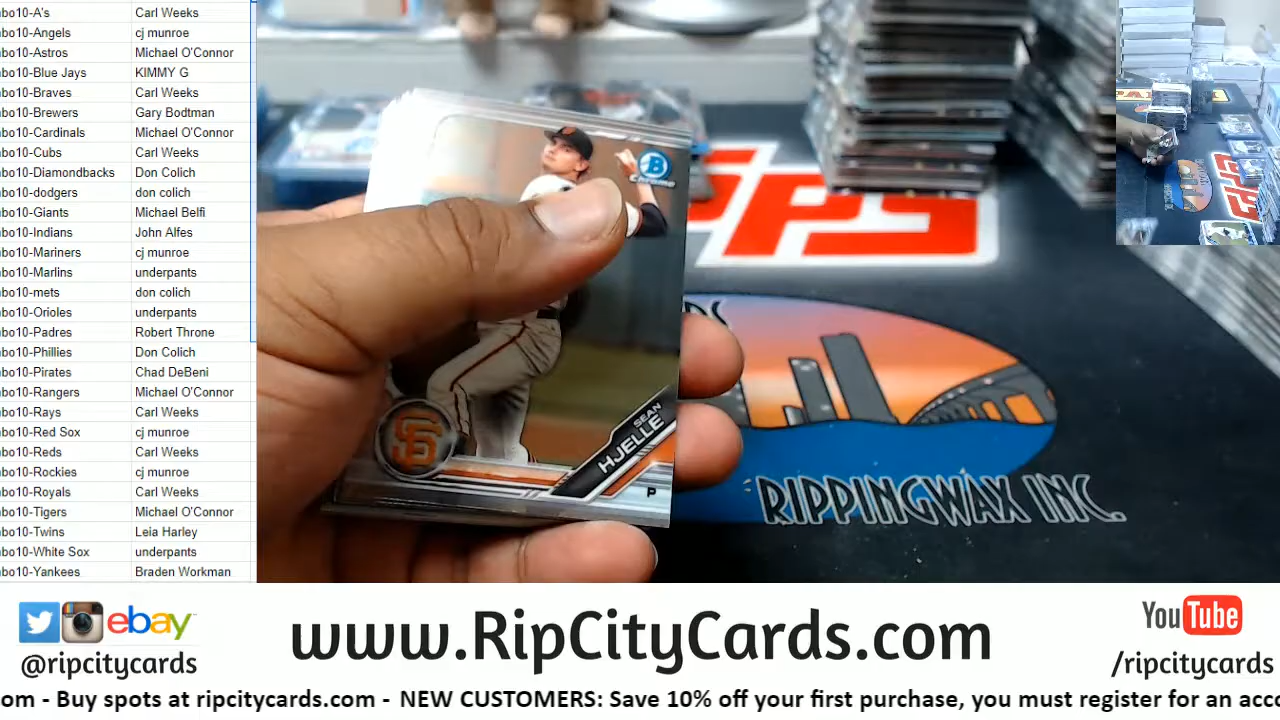 bo10-A's Carl Weeks
bo10-Angels cj munroe
bo10-Astros Michael O'Connor
bo10-Blue Jays KIMMY G
bo10-Braves Carl Weeks
bo10-Brewers Gary Bodtman
bo10-Cardinals Michael O'Connor
bo10-Cubs Carl Weeks
bo10-Diamondbacks Don Colich
bo10-dodgers don colich
bo10-Giants Michael Belfi
bo10-Indians John Alfes
bo10-Mariners cj munroe
bo10-Marlins underpants
bo10-mets don colich
bo10-Orioles underpants
bo10-Padres Robert Throne
bo10-Phillies Don Colich
bo10-Pirates Chad DeBeni
bo10-Rangers Michael O'Connor
bo10-Rays Carl Weeks
bo10-Red Sox cj munroe
bo10-Reds Carl Weeks
bo10-Rockies cj munroe
bo10-Royals Carl Weeks
bo10-Tigers Michael O'Connor
bo10-Twins Leia Harley
bo10-White Sox underpants
bo10-Yankees Braden Workman
B
Chrome
SF
SEAN
HJELLE
P
PPS
RDS
RIPPINGWAX INC.
ebay
@ripcitycards
www.RipCityCards.com
YouTube
/ripcitycards
om - Buy spots at ripcitycards.com - NEW CUSTOMERS: Save 10% off your first purchase, you must register for an acco